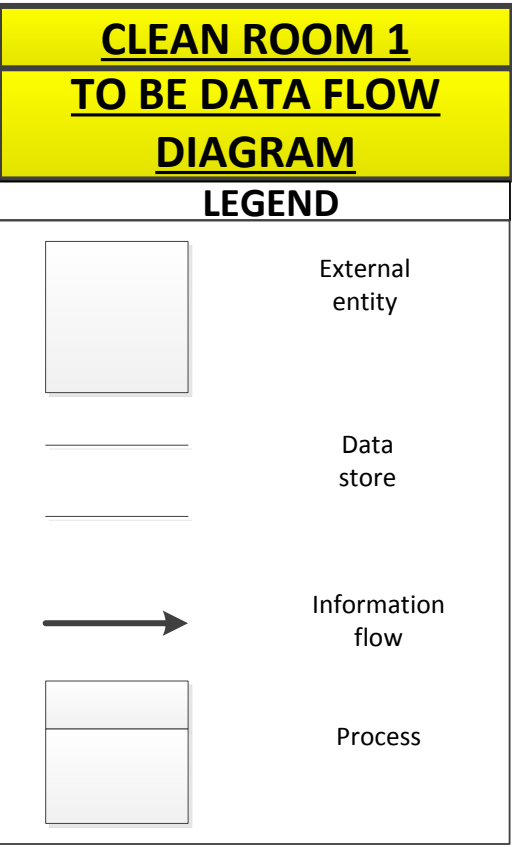 CLEAN ROOM 1
TO BE DATA FLOW
DIAGRAM
LEGEND
External
entity
Data
store
Information
flow
Process